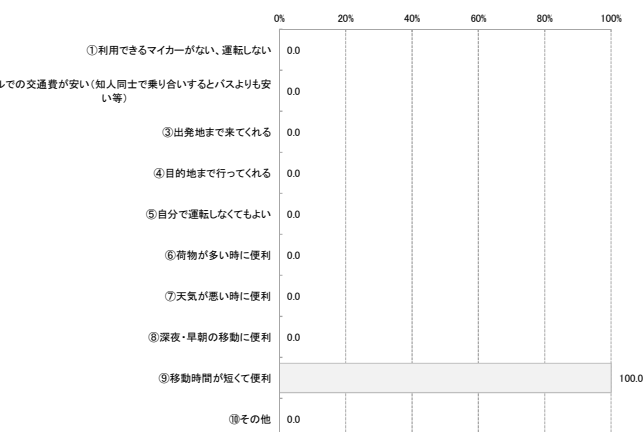 0% 20% 40% 60% 80% 100%
①利用できるマイカーがない、運転しない 0.0
ルでの交通費が安い（知人同士で乗り合いするとバスよりも安
い等） 0.0
③出発地まで来てくれる 0.0
④目的地まで行ってくれる 0.0
⑤自分で運転しなくてもよい 0.0
⑥荷物が多い時に便利 0.0
⑦天気が悪い時に便利 0.0
⑧深夜・早朝の移動に便利 0.0
⑨移動時間が短くて便利 100.0
⑩その他 0.0